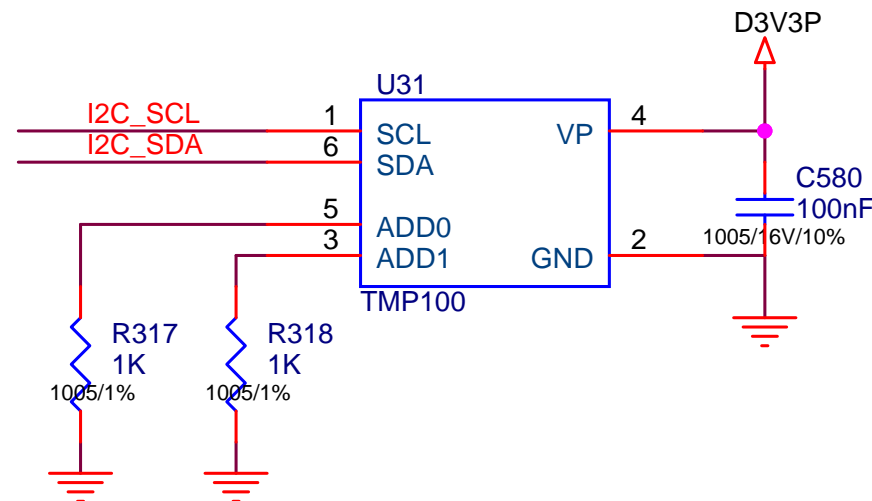 D3V3P
U31
I2C_SCL
1
SCL
VP
4
I2C_SDA
6
SDA
C580
100nF
1005/16V/10%
5
ADD0
3
ADD1
GND
2
TMP100
R317
1K
1005/1%
R318
1K
1005/1%